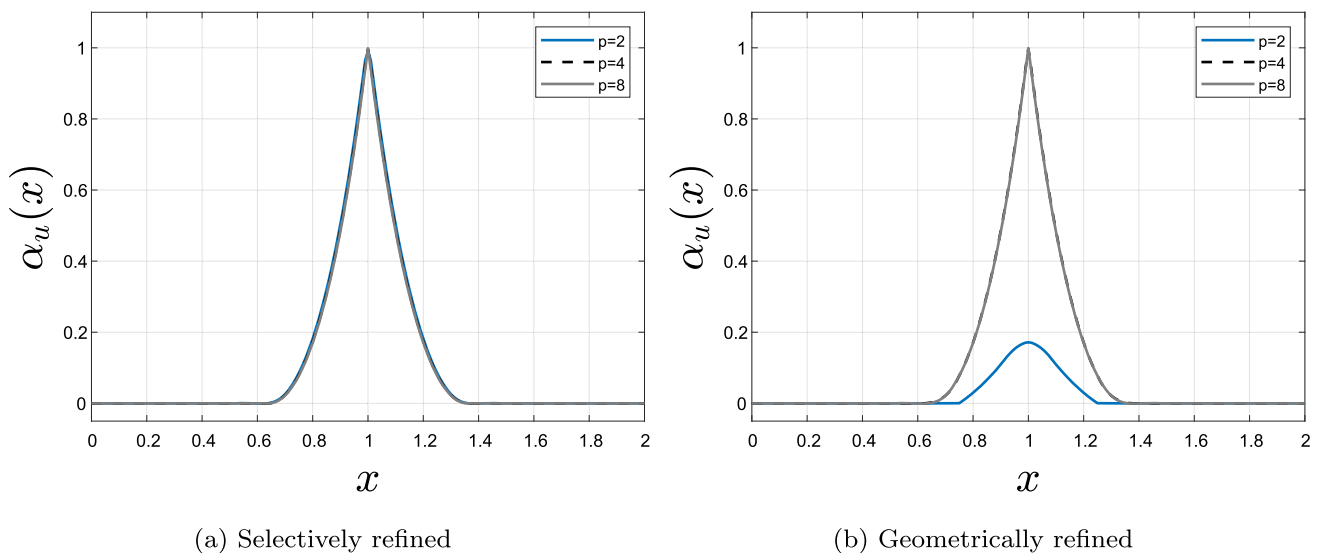 p=2
p=4
p=8
1
0.8
0.6
0.4
0.2
0
α_u(x)
0 0.2 0.4 0.6 0.8 1 1.2 1.4 1.6 1.8 2
x
(a) Selectively refined
p=2
p=4
p=8
1
0.8
0.6
0.4
0.2
0
α_u(x)
0 0.2 0.4 0.6 0.8 1 1.2 1.4 1.6 1.8 2
x
(b) Geometrically refined